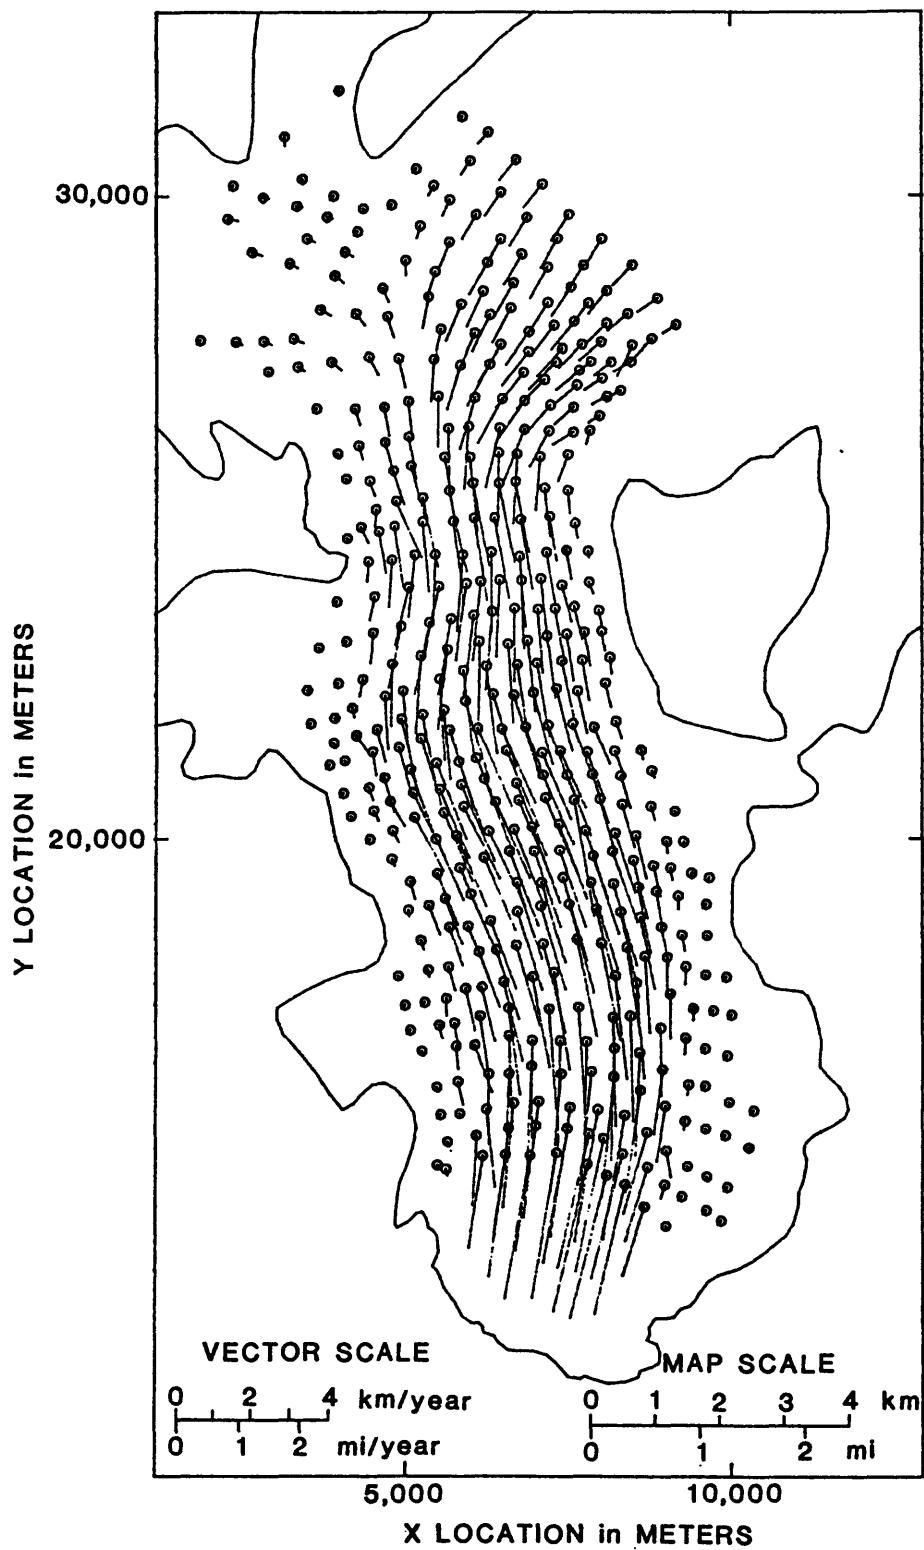 30,000
20,000
Y LOCATION in METERS
VECTOR SCALE
0 2 4 km/year
0 1 2 mi/year
MAP SCALE
0 1 2 3 4 km
0 1 2 mi
5,000 10,000
X LOCATION in METERS